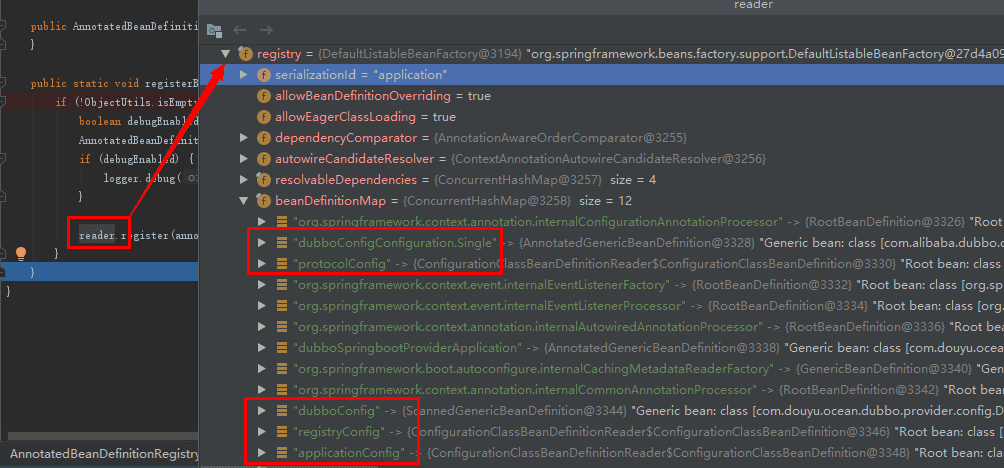 reader
public AnnotatedBeanDefiniti
}
public static void registerB
if (!ObjectUtils.isEmpt
boolean debugEnabled
AnnotatedBeanDefinit
if (debugEnabled) {
logger.debug(
}
reader.register(anno
}
}
}
AnnotatedBeanDefinitionRegistry
registry = {DefaultListableBeanFactory@3194} "org.springframework.beans.factory.support.DefaultListableBeanFactory@27d4a09
serializationId = "application"
allowBeanDefinitionOverriding = true
allowEagerClassLoading = true
dependencyComparator = {AnnotationAwareOrderComparator@3255}
autowireCandidateResolver = {ContextAnnotationAutowireCandidateResolver@3256}
resolvableDependencies = {ConcurrentHashMap@3257} size = 4
beanDefinitionMap = {ConcurrentHashMap@3258} size = 12
"org.springframework.context.annotation.internalConfigurationAnnotationProcessor" -> {RootBeanDefinition@3326} "Root
"dubboConfigConfiguration.Single" -> {AnnotatedGenericBeanDefinition@3328} "Generic bean: class [com.alibaba.dubbo.c
"protocolConfig" -> {ConfigurationClassBeanDefinitionReader$ConfigurationClassBeanDefinition@3330} "Root bean: class
"org.springframework.context.event.internalEventListenerFactory" -> {RootBeanDefinition@3332} "Root bean: class [org.sp
"org.springframework.context.event.internalEventListenerProcessor" -> {RootBeanDefinition@3334} "Root bean: class [org.
"org.springframework.context.annotation.internalAutowiredAnnotationProcessor" -> {RootBeanDefinition@3336} "Root be
"dubboSpringbootProviderApplication" -> {AnnotatedGenericBeanDefinition@3338} "Generic bean: class [com.douyu.oce
"org.springframework.boot.autoconfigure.internalCachingMetadataReaderFactory" -> {GenericBeanDefinition@3340} "Ge
"org.springframework.context.annotation.internalCommonAnnotationProcessor" -> {RootBeanDefinition@3342} "Root be
"dubboConfig" -> {ScannedGenericBeanDefinition@3344} "Generic bean: class [com.douyu.ocean.dubbo.provider.config.D
"registryConfig" -> {ConfigurationClassBeanDefinitionReader$ConfigurationClassBeanDefinition@3346} "Root bean: class [c
"applicationConfig" -> {ConfigurationClassBeanDefinitionReader$ConfigurationClassBeanDefinition@3348} "Root bean: clas